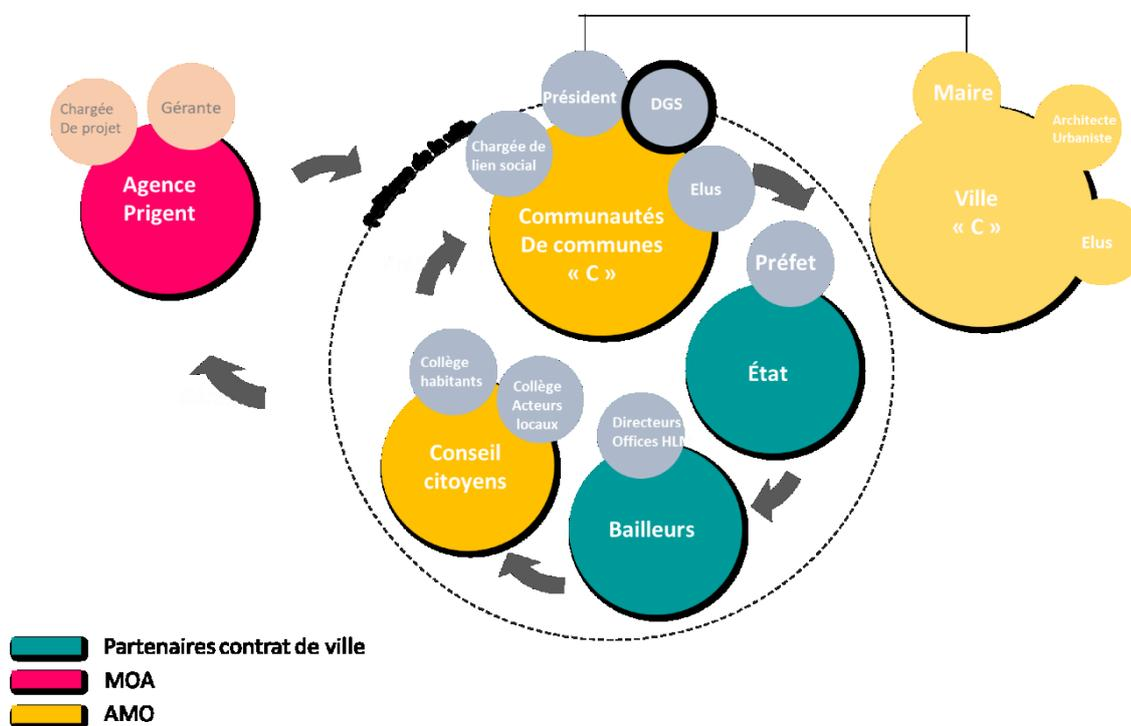 Chargée
De projet
Gérante
Agence
Prigent
Président
DGS
Chargée de
lien social
Elus
Communautés
De communes
« C »
Maire
Architecte
Urbaniste
Ville
« C »
Elus
Préfet
État
Collège
habitants
Collège
Acteurs
locaux
Conseil
citoyens
Directeurs
Offices HLM
Bailleurs
Partenaires contrat de ville
MOA
AMO